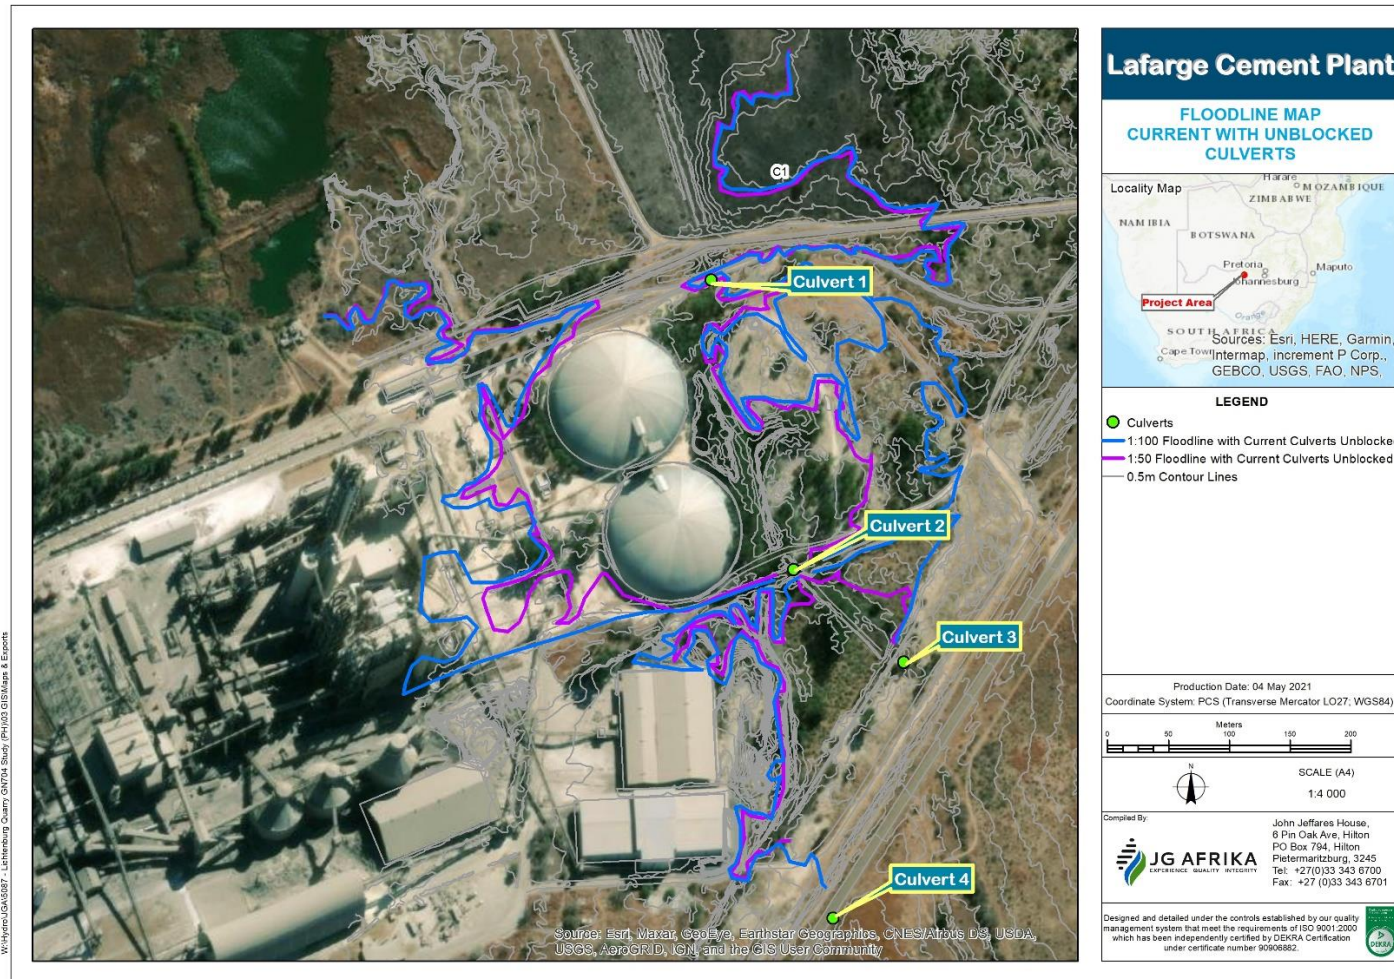 Lafarge Cement Plant
FLOODLINE MAP
CURRENT WITH UNBLOCKED
CULVERTS
Locality Map
Harare
MOZAMBIQUE
ZIMBABWE
NAMIBIA
BOTSWANA
Pretoria
Maputo
Johannesburg
Project Area
Orange
SOUTH AFRICA
Cape Town
Sources: Esri, HERE, Garmin,
Intermap, increment P Corp.,
GEBCO, USGS, FAO, NPS,
LEGEND
Culverts
1:100 Floodline with Current Culverts Unblocke
1:50 Floodline with Current Culverts Unblocked
0.5m Contour Lines
C1
Culvert 1
Culvert 2
Culvert 3
Culvert 4
Source: Esri, Maxar, GeoEye, Earthstar Geographics, CNES/Airbus DS, USDA,
USGS, AeroGRID, IGN, and the GIS User Community
Production Date: 04 May 2021
Coordinate System: PCS (Transverse Mercator LO27; WGS84)
Meters
0 50 100 150 200
N
SCALE (A4)
1:4 000
Compiled By:
JG AFRIKA
EXPERIENCE QUALITY INTEGRITY
John Jeffares House,
6 Pin Oak Ave, Hilton
PO Box 794, Hilton
Pietermaritzburg, 3245
Tel: +27(0)33 343 6700
Fax: +27 (0)33 343 6701
Designed and detailed under the controls established by our quality
management system that meet the requirements of ISO 9001:2000
which has been independently certified by DEKRA Certification
under certificate number 90906882.
DEKRA